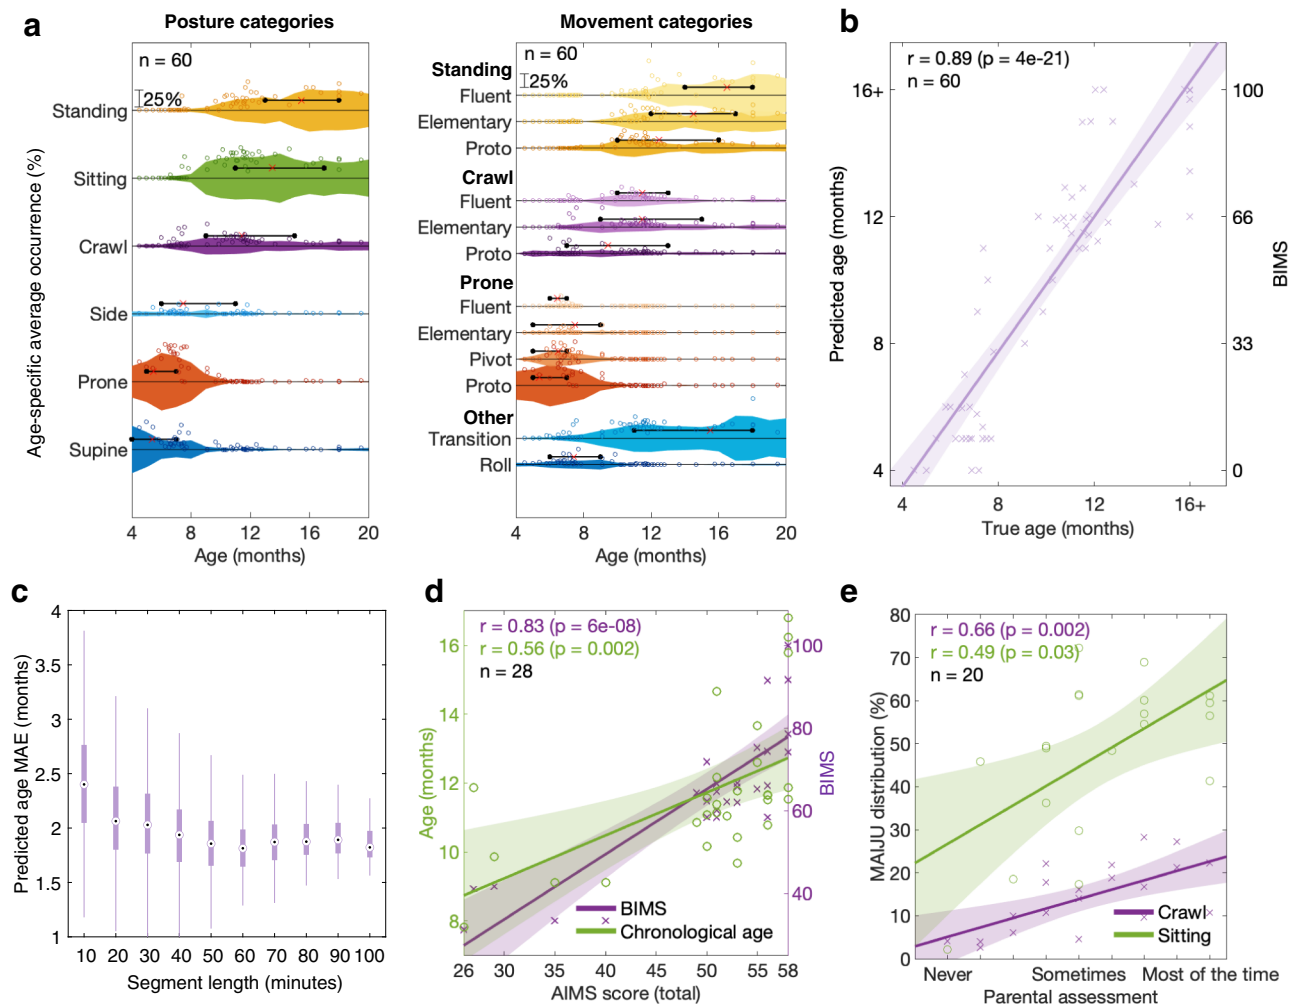 a
Posture categories
n = 60
25%
Standing
Sitting
Crawl
Side
Prone
Supine
Age-specific average occurrence (%)
4 8 12 16 20
Age (months)
Movement categories
n = 60
25%
Standing
Fluent
Elementary
Proto
Crawl
Fluent
Elementary
Proto
Prone
Fluent
Elementary
Pivot
Proto
Other
Transition
Roll
4 8 12 16 20
Age (months)
b
r = 0.89 (p = 4e-21)
n = 60
16+
12
8
4
Predicted age (months)
100
66
33
0
BIMS
4 8 12 16+
True age (months)
c
4
3.5
3
2.5
2
1.5
1
Predicted age MAE (months)
10 20 30 40 50 60 70 80 90 100
Segment length (minutes)
d
r = 0.83 (p = 6e-08)
r = 0.56 (p = 0.002)
n = 28
16
14
12
10
8
Age (months)
100
80
60
40
BIMS
BIMS
Chronological age
26 30 35 40 45 50 55 58
AIMS score (total)
e
r = 0.66 (p = 0.002)
r = 0.49 (p = 0.03)
n = 20
80
70
60
50
40
30
20
10
0
MAIJU distribution (%)
Crawl
Sitting
Never Sometimes Most of the time
Parental assessment